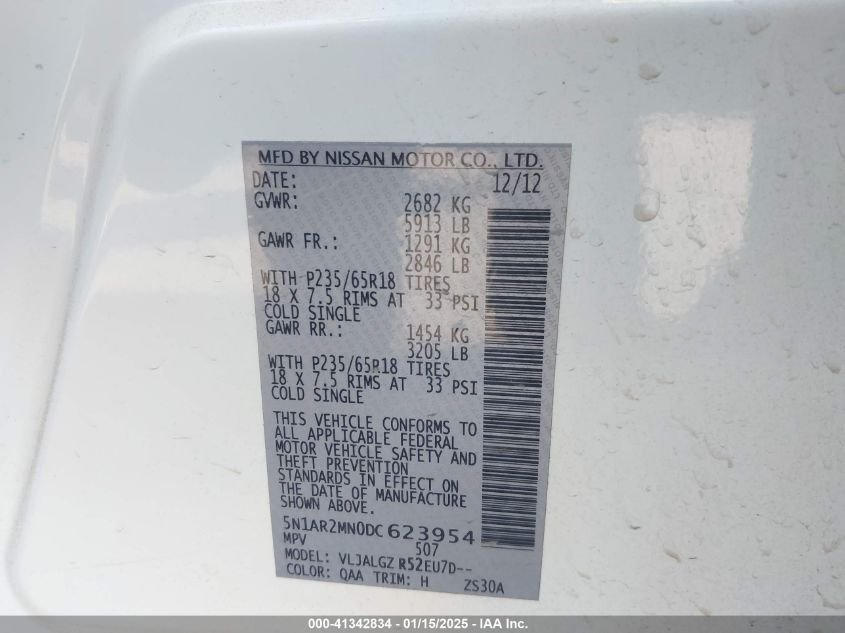 MFD BY NISSAN MOTOR CO., LTD.
DATE: 12/12
GVWR: 2682 KG
5913 LB
GAWR FR.: 1291 KG
2846 LB
WITH P235/65R18 TIRES
18 X 7.5 RIMS AT 33 PSI
COLD SINGLE
GAWR RR.: 1454 KG
3205 LB
WITH P235/65R18 TIRES
18 X 7.5 RIMS AT 33 PSI
COLD SINGLE
THIS VEHICLE CONFORMS TO
ALL APPLICABLE FEDERAL
MOTOR VEHICLE SAFETY AND
THEFT PREVENTION
STANDARDS IN EFFECT ON
THE DATE OF MANUFACTURE
SHOWN ABOVE.
5N1AR2MN0DC623954
MPV 507
MODEL: VLJALGZ R52EU7D--
COLOR: QAA TRIM: H ZS30A
000-41342834 - 01/15/2025 - IAA Inc.